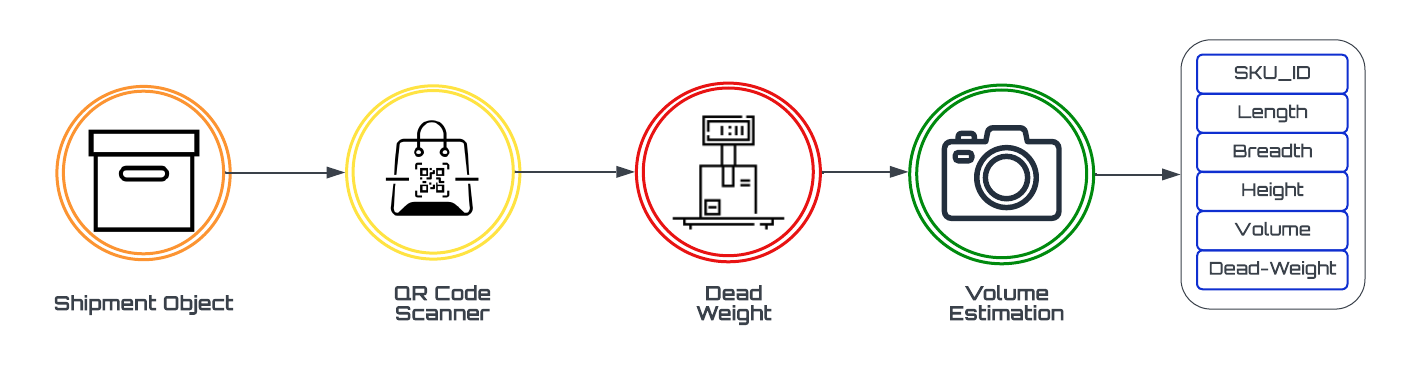 Shipment Object
QR Code
Scanner
Dead
Weight
Volume
Estimation
SKU_ID
Length
Breadth
Height
Volume
Dead-Weight